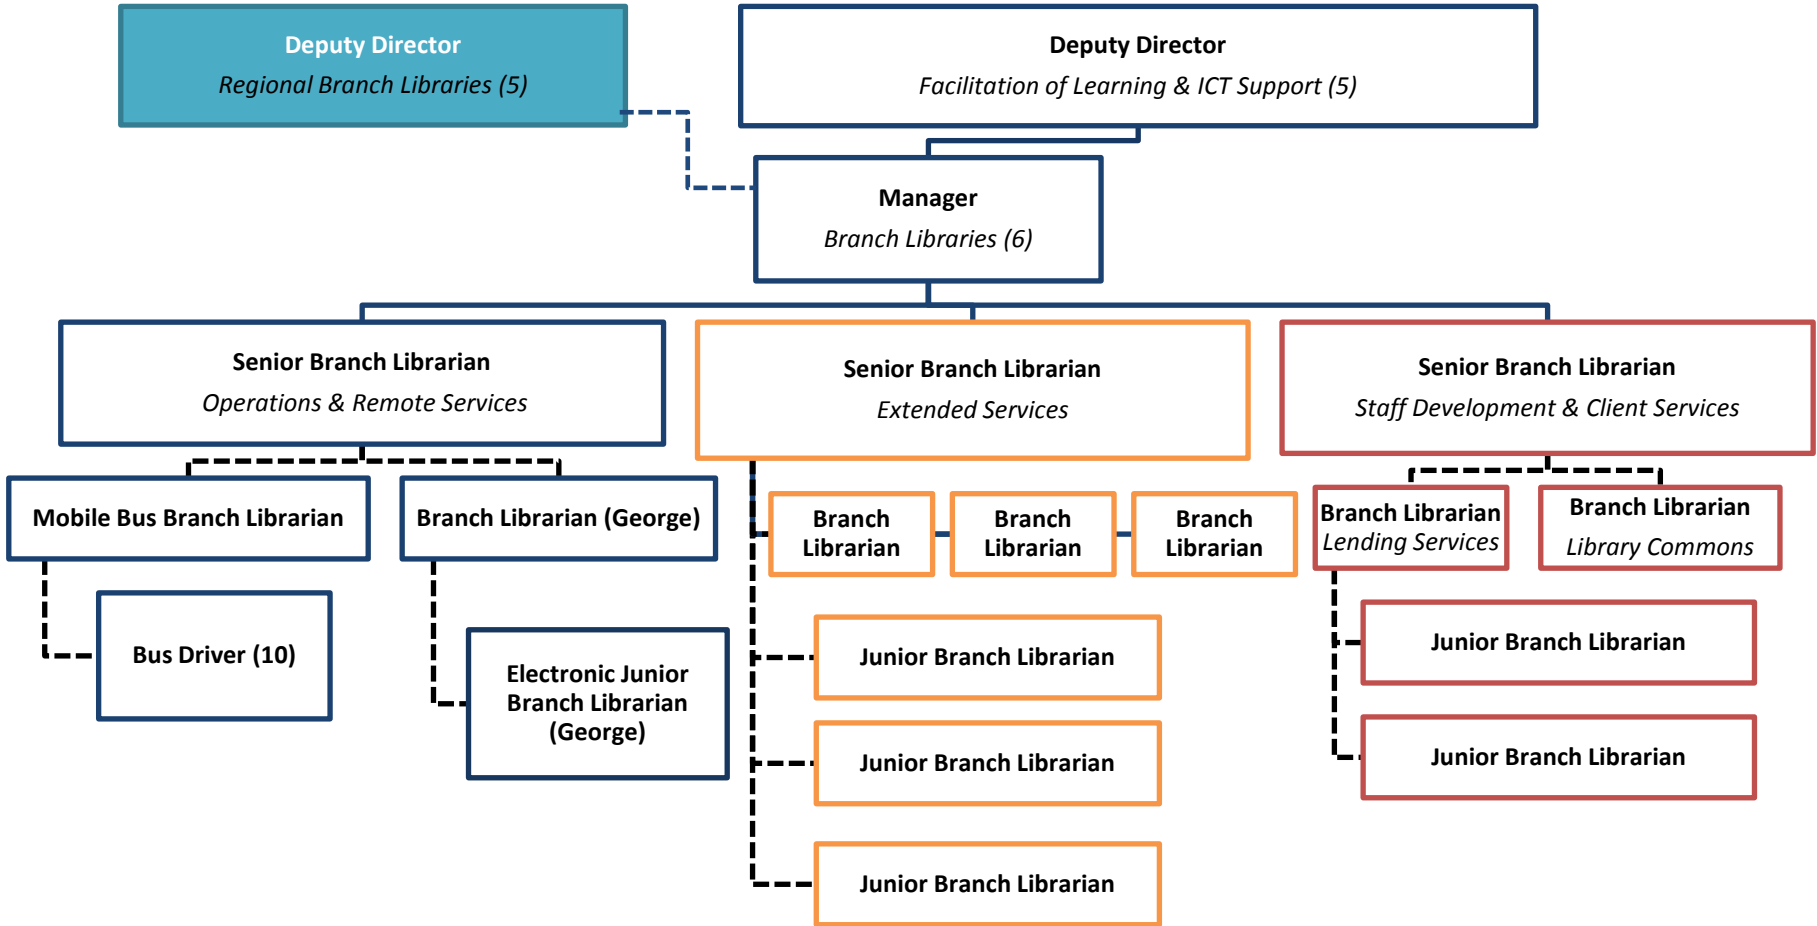 Deputy Director
Regional Branch Libraries (5)
Deputy Director
Facilitation of Learning & ICT Support (5)
Manager
Branch Libraries (6)
Senior Branch Librarian
Operations & Remote Services
Senior Branch Librarian
Extended Services
Senior Branch Librarian
Staff Development & Client Services
Mobile Bus Branch Librarian
Branch Librarian (George)
Branch
Librarian
Branch
Librarian
Branch
Librarian
Branch Librarian
Lending Services
Branch Librarian
Library Commons
Bus Driver (10)
Electronic Junior
Branch Librarian
(George)
Junior Branch Librarian
Junior Branch Librarian
Junior Branch Librarian
Junior Branch Librarian
Junior Branch Librarian